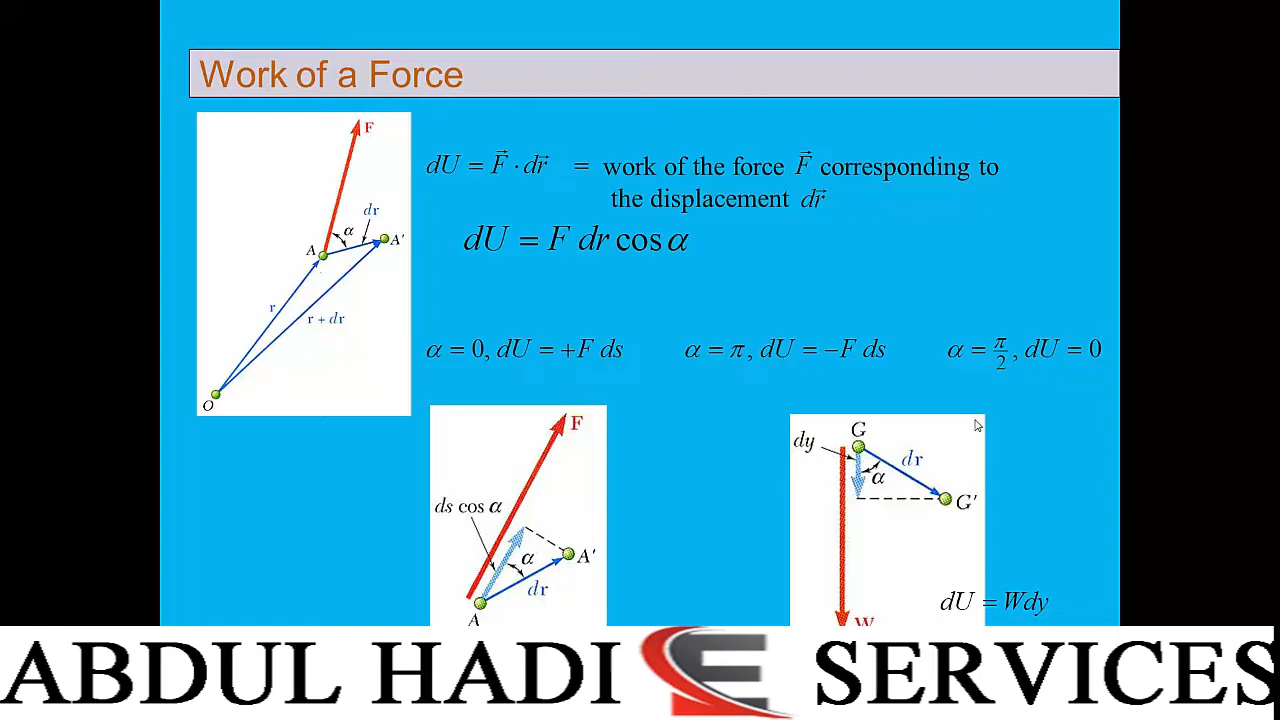 Work of a Force
F
dr
α
A
A'
r
r + dr
O
dU = F⃗ · dr⃗ = work of the force F⃗ corresponding to
the displacement dr⃗
dU = F dr cos α
α = 0, dU = +F ds
α = π, dU = −F ds
α = π/2, dU = 0
F
ds cos α
α
A'
dr
A
G
dy
dr
α
G'
W
dU = Wdy
ABDUL HADI E SERVICES